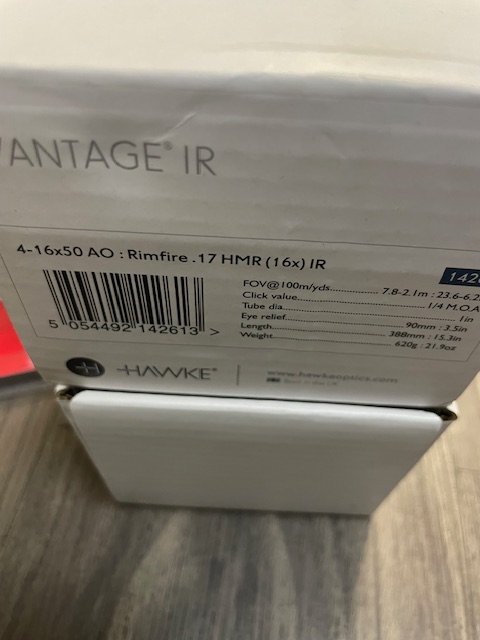 VANTAGE® IR
4-16x50 AO : Rimfire .17 HMR (16x) IR
142
FOV@100m/yds 7.8-2.1m : 23.6-6.2
Click value 1/4 M.O.A
Tube dia. 1in
Eye relief 90mm : 3.5in
Length 388mm : 15.3in
Weight 620g : 21.9oz
5 054492 142613 >
H HAWKE®
www.hawkeoptics.com